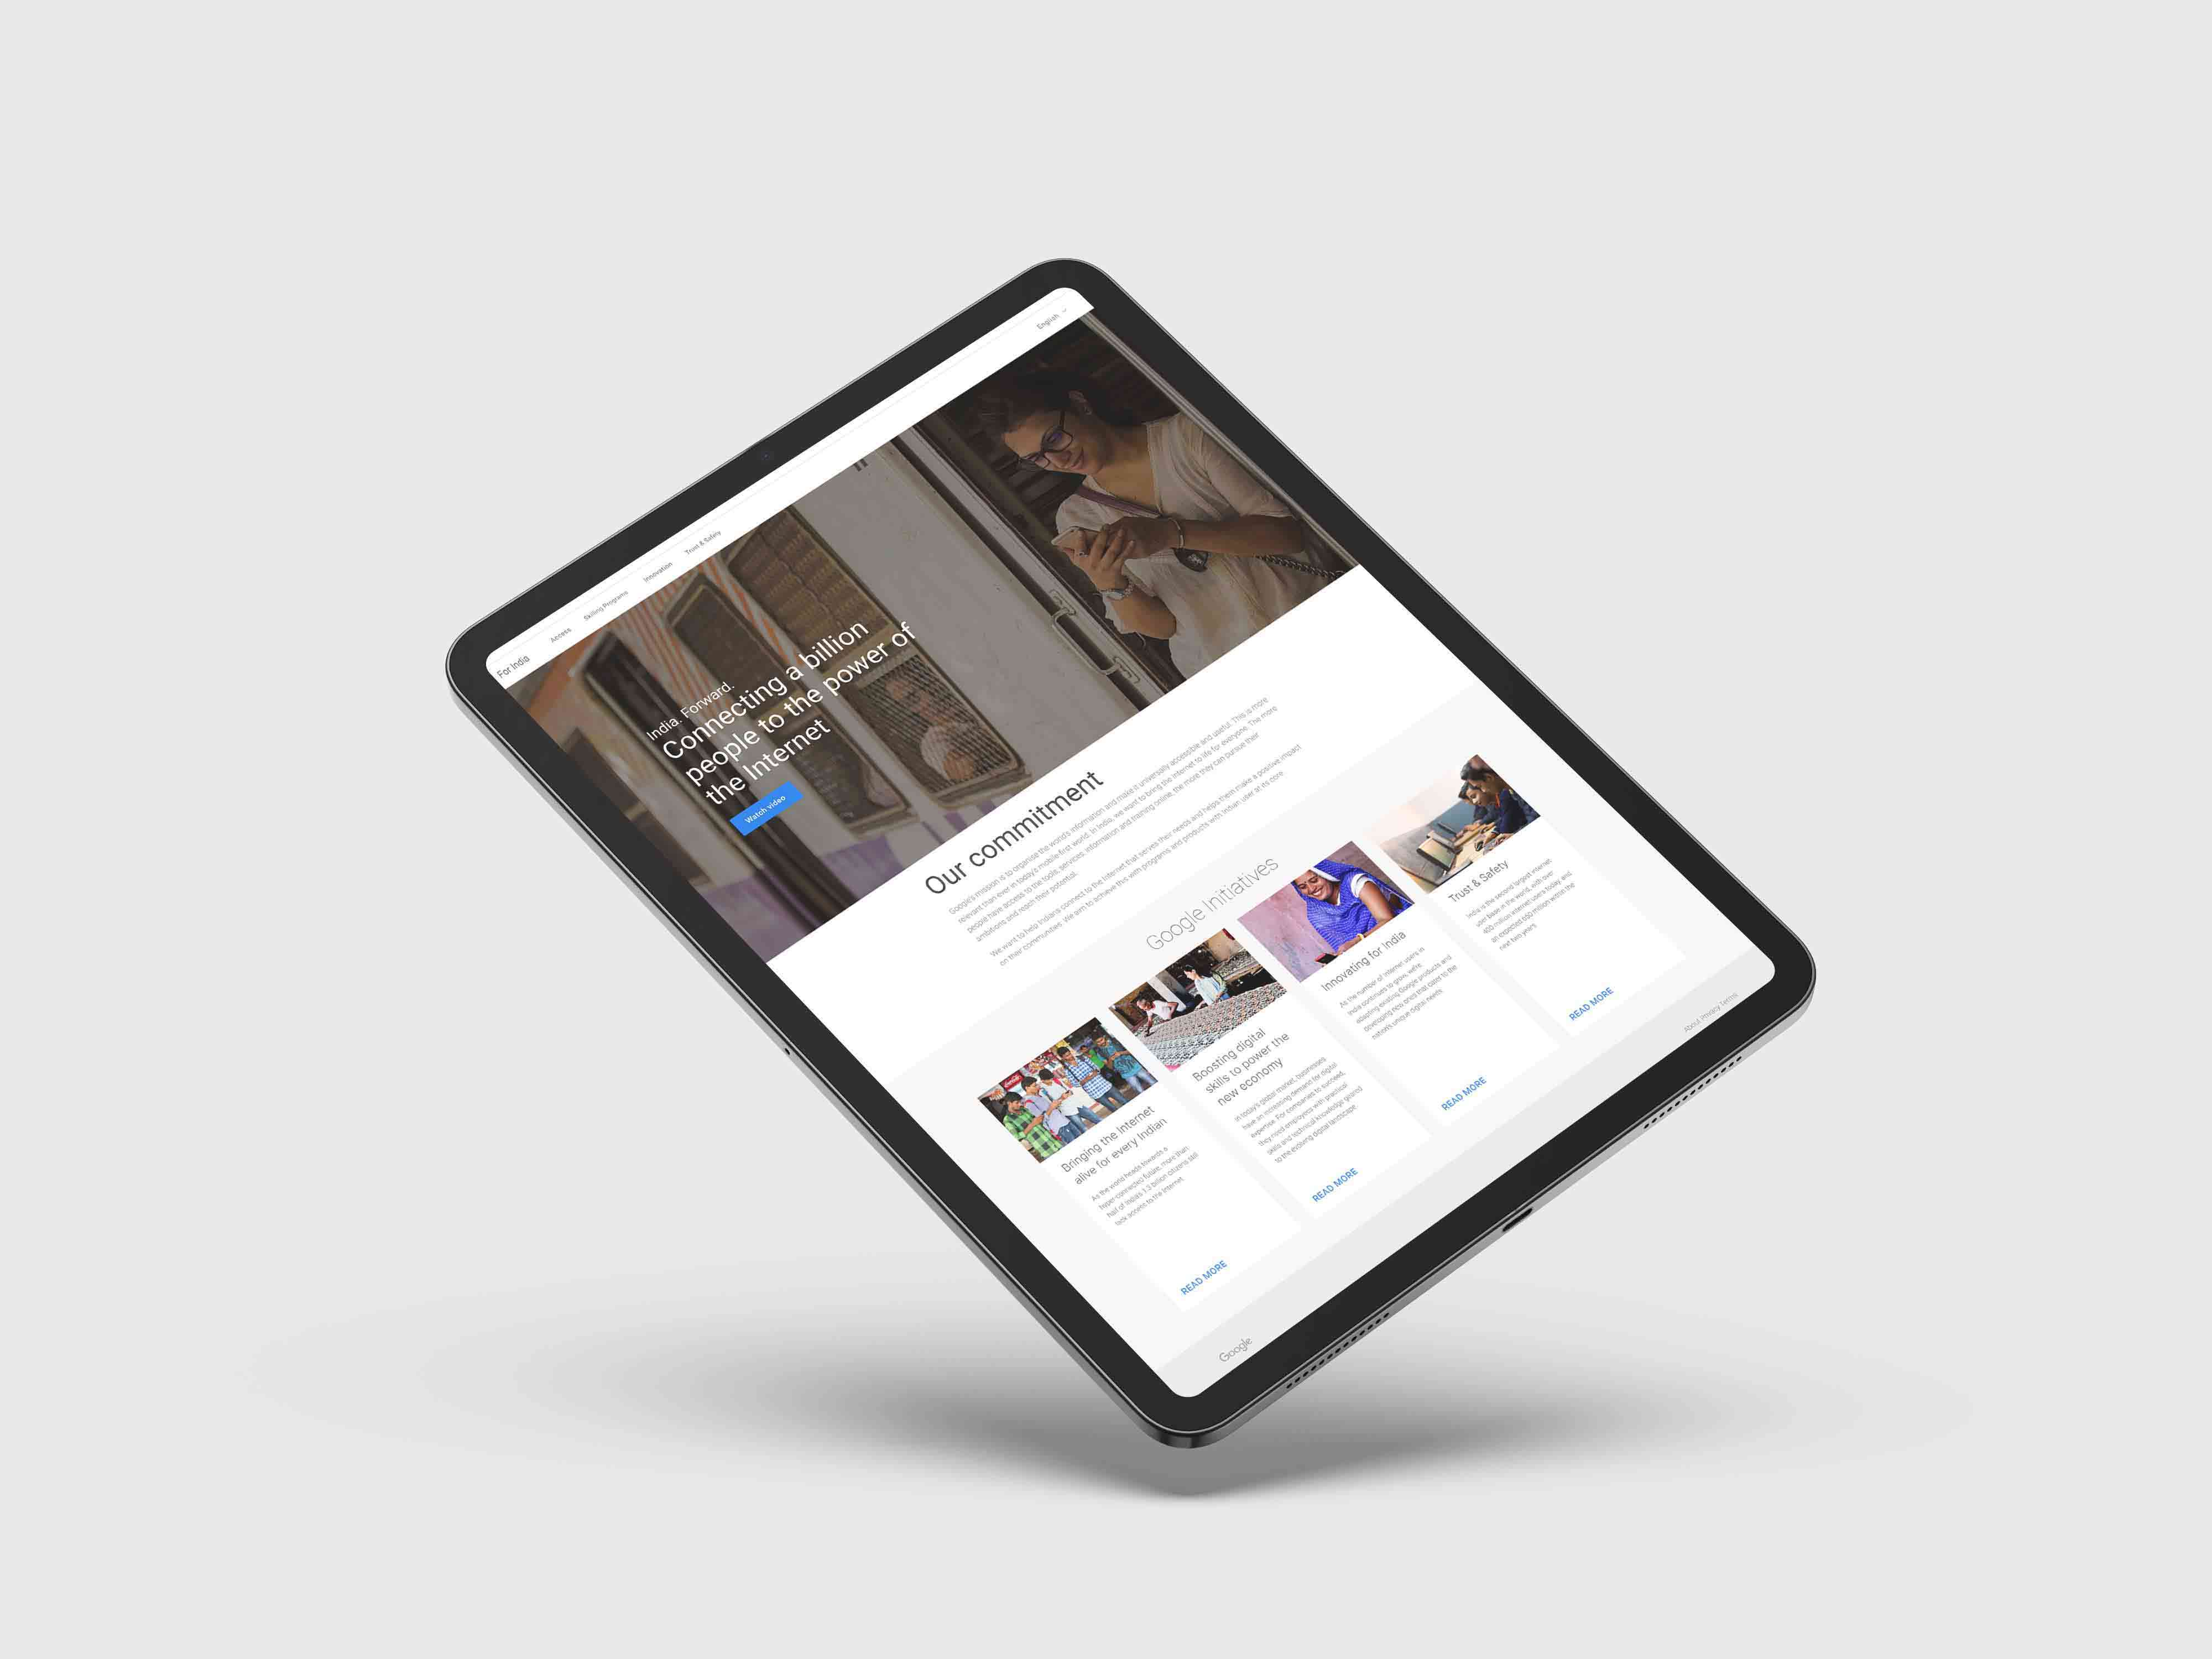 For India
Access
Skilling Programs
Innovation
Trust & Safety
English
India. Forward.
Connecting a billion
people to the power of
the Internet
Watch video
Our commitment
Google's mission is to organise the world's information and make it universally accessible and useful. This is more
relevant than ever in today's mobile-first world. In India, we want to bring the Internet to life for everyone. The more
people have access to the tools, services, information and training online, the more they can pursue their
ambitions and reach their potential.
We want to help Indians connect to the Internet that serves their needs and helps them make a positive impact
on their communities. We aim to achieve this with programs and products with Indian user at its core
Google Initiatives
Bringing the Internet
alive for every Indian
As the world heads towards a
hyper-connected future, more than
half of India's 1.3 billion citizens still
lack access to the Internet
READ MORE
Boosting digital
skills to power the
new economy
In today's global market, businesses
have an increasing demand for digital
expertise. For companies to succeed,
they need employees with practical
skills and technical knowledge geared
to the evolving digital landscape
READ MORE
Innovating for India
As the number of Internet users in
India continues to grow, we're
adapting existing Google products and
developing new ones that cater to the
nation's unique digital needs
READ MORE
Trust & Safety
India is the second largest internet
user base in the world, with over
400 million internet users today and
an expected 650 million within the
next two years
READ MORE
Google
About Privacy Terms